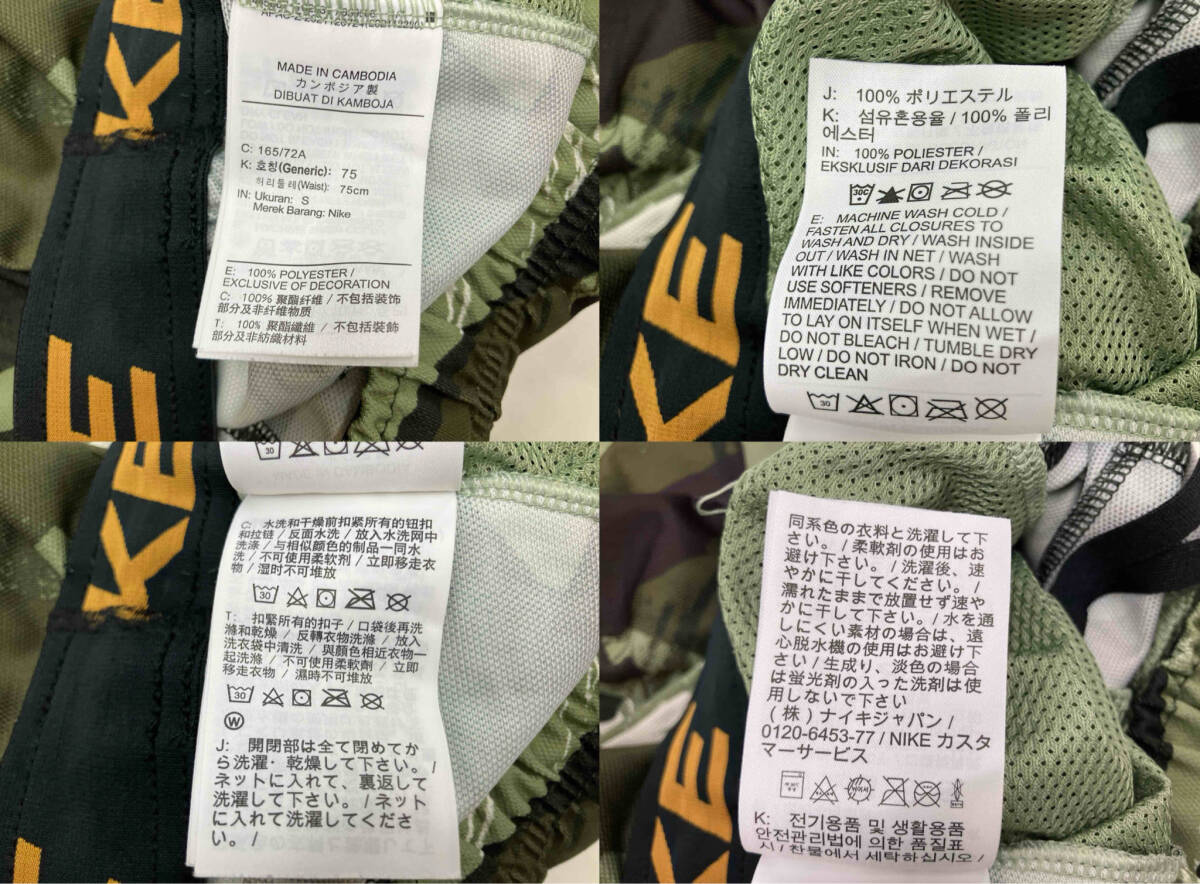 MADE IN CAMBODIA
カンボジア製
DIBUAT DI KAMBOJA
C: 165/72A
K: 호칭(Generic): 75
허리둘레(Waist): 75cm
IN: Ukuran: S
Merek Barang: Nike
E: 100% POLYESTER /
EXCLUSIVE OF DECORATION
C: 100% 聚酯纤维 / 不包括装饰
部分及非纤维物质
T: 100% 聚酯纖維 / 不包括裝飾
部分及非紡織材料
KE
J: 100% ポリエステル
K: 섬유혼용율 / 100% 폴리
에스터
IN: 100% POLIESTER /
EKSKLUSIF DARI DEKORASI
30C
E: MACHINE WASH COLD /
FASTEN ALL CLOSURES TO
WASH AND DRY / WASH INSIDE
OUT / WASH IN NET / WASH
WITH LIKE COLORS / DO NOT
USE SOFTENERS / REMOVE
IMMEDIATELY / DO NOT ALLOW
TO LAY ON ITSELF WHEN WET /
DO NOT BLEACH / TUMBLE DRY
LOW / DO NOT IRON / DO NOT
DRY CLEAN
30
KE
30
C: 水洗和干燥前扣紧所有的钮扣
和拉链 / 反面水洗 / 放入水洗网中
洗涤 / 与相似颜色的制品一同水
洗 / 不可使用柔软剂 / 立即移走衣
物 / 湿时不可堆放
30
T: 扣緊所有的扣子 / 口袋後再洗
滌和乾燥 / 反轉衣物洗滌 / 放入
洗衣袋中清洗 / 與顏色相近衣物一
起洗滌 / 不可使用柔軟劑 / 立即
移走衣物 / 濕時不可堆放
30
W
J: 開閉部は全て閉めてか
ら洗濯・乾燥して下さい。/
ネットに入れて、裏返して
洗濯して下さい。/ ネット
に入れて洗濯してくださ
い。/
KE
同系色の衣料と洗濯して下
さい。/ 柔軟剤の使用はお
避け下さい / 洗濯後、速
やかに干してください。/
濡れたままで放置せず速や
かに干して下さい。/ 水を通
しにくい素材の場合は、遠
心脱水機の使用はお避け下
さい / 生成り、淡色の場合
は蛍光剤の入った洗剤は使
用しないで下さい
(株) ナイキジャパン /
0120-6453-77 / NIKE カスタ
マーサービス
K: 전기용품 및 생활용품
안전관리법에 의한 품질표
시 / 찬물에서 세탁하십시오 /
KE